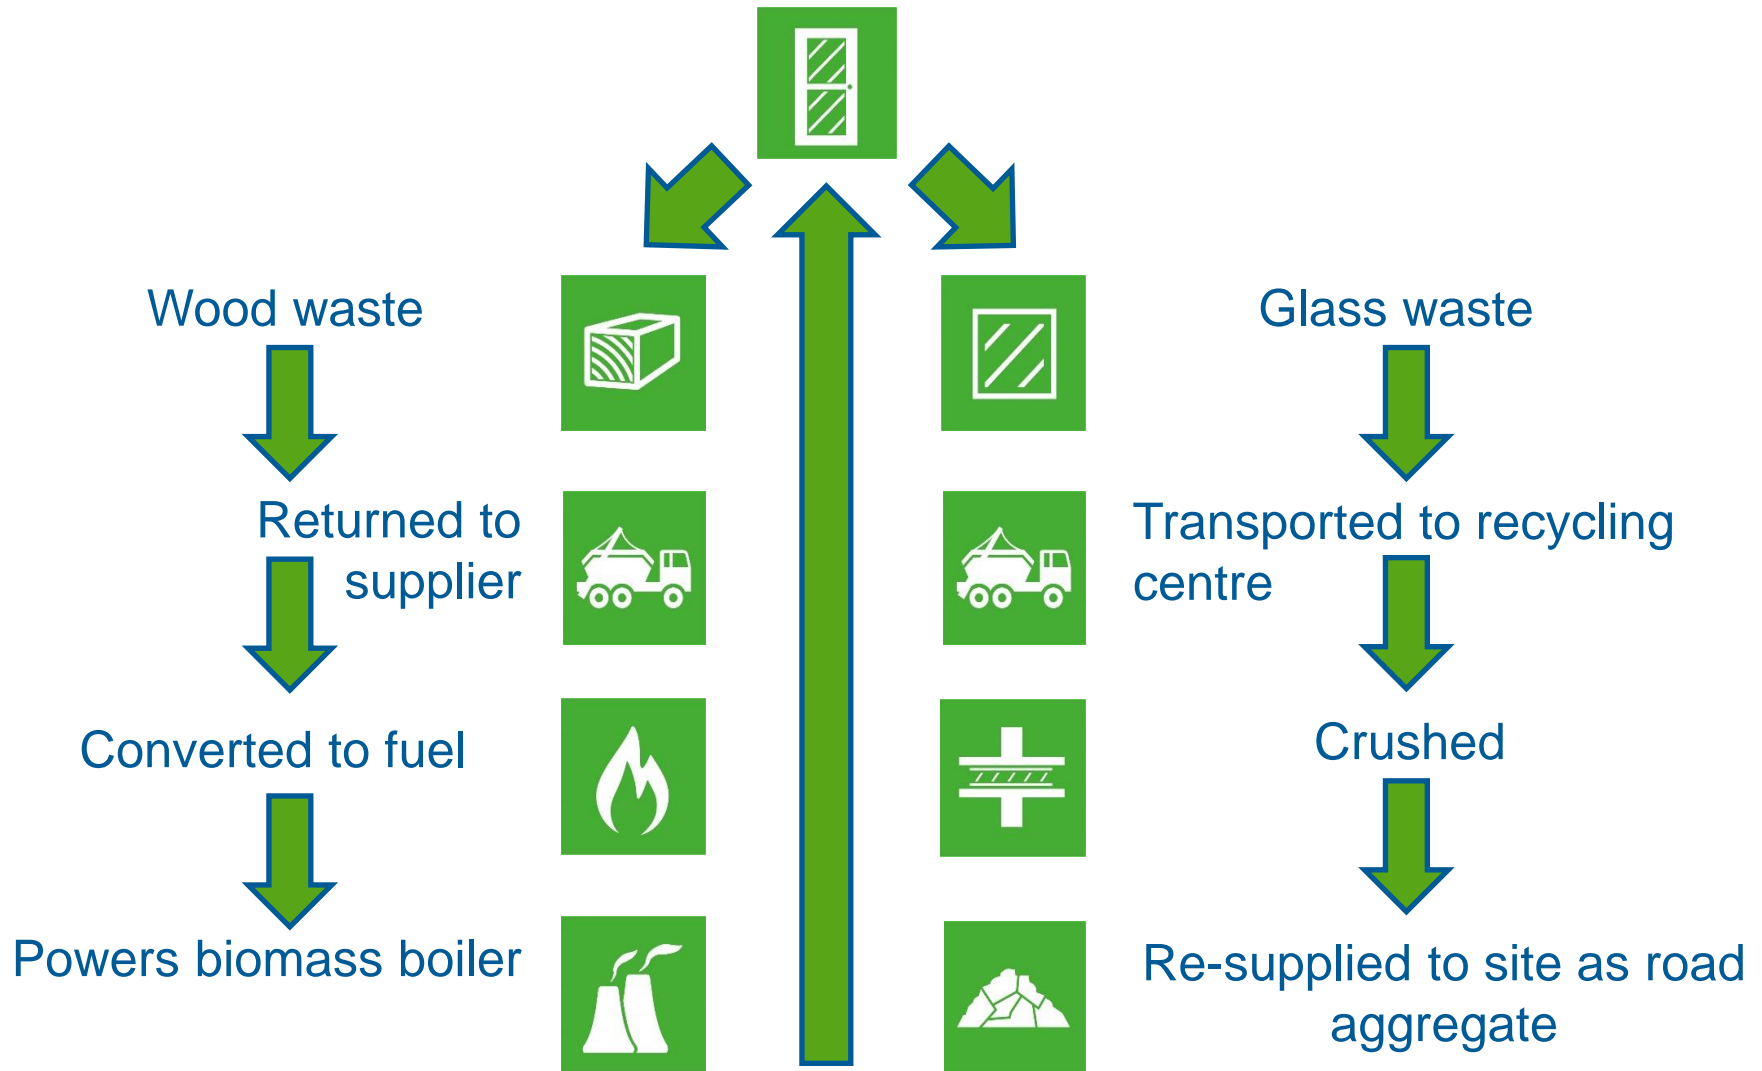 Wood waste
Returned to
supplier
Converted to fuel
Powers biomass boiler
Glass waste
Transported to recycling
centre
Crushed
Re-supplied to site as road
aggregate